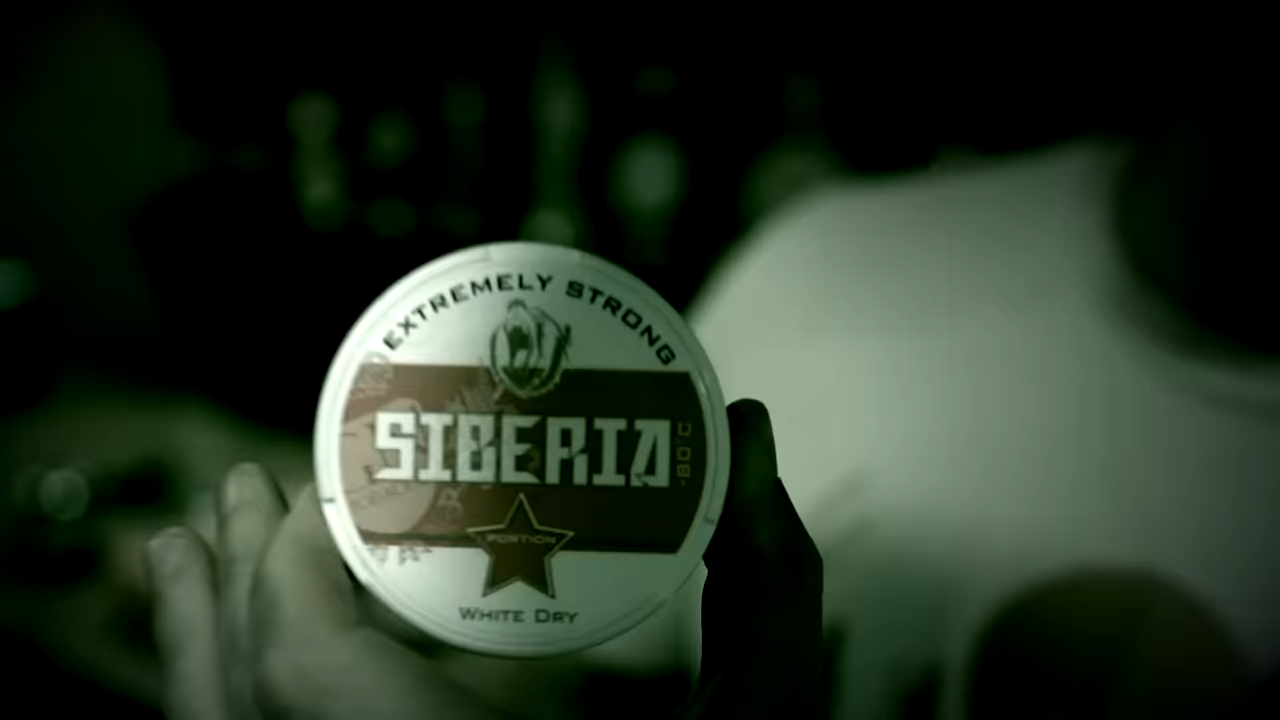 EXTREMELY STRONG
SIBERIA
-80°C
PORTION
WHITE DRY